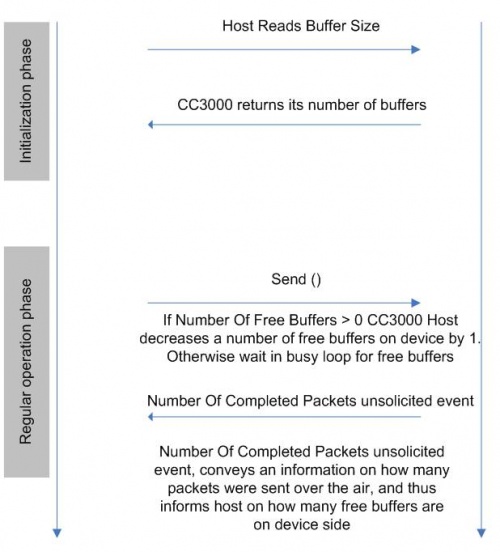 Initialization phase
Host Reads Buffer Size
CC3000 returns its number of buffers
Regular operation phase
Send ()
If Number Of Free Buffers > 0 CC3000 Host
decreases a number of free buffers on device by 1.
Otherwise wait in busy loop for free buffers
Number Of Completed Packets unsolicited event
Number Of Completed Packets unsolicited
event, conveys an information on how many
packets were sent over the air, and thus
informs host on how many free buffers are
on device side